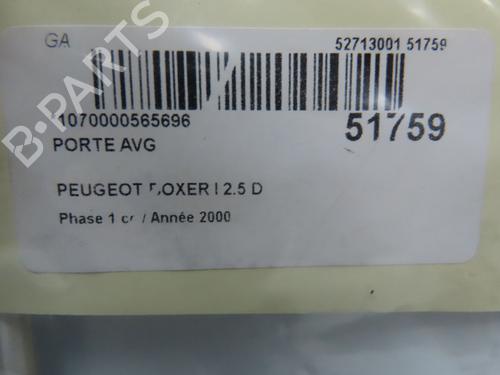 GA 52713001 51759
1070000565696 51759
PORTE AVG
PEUGEOT BOXER I 2.5 D
Phase 1 / Année 2000
B-PARTS